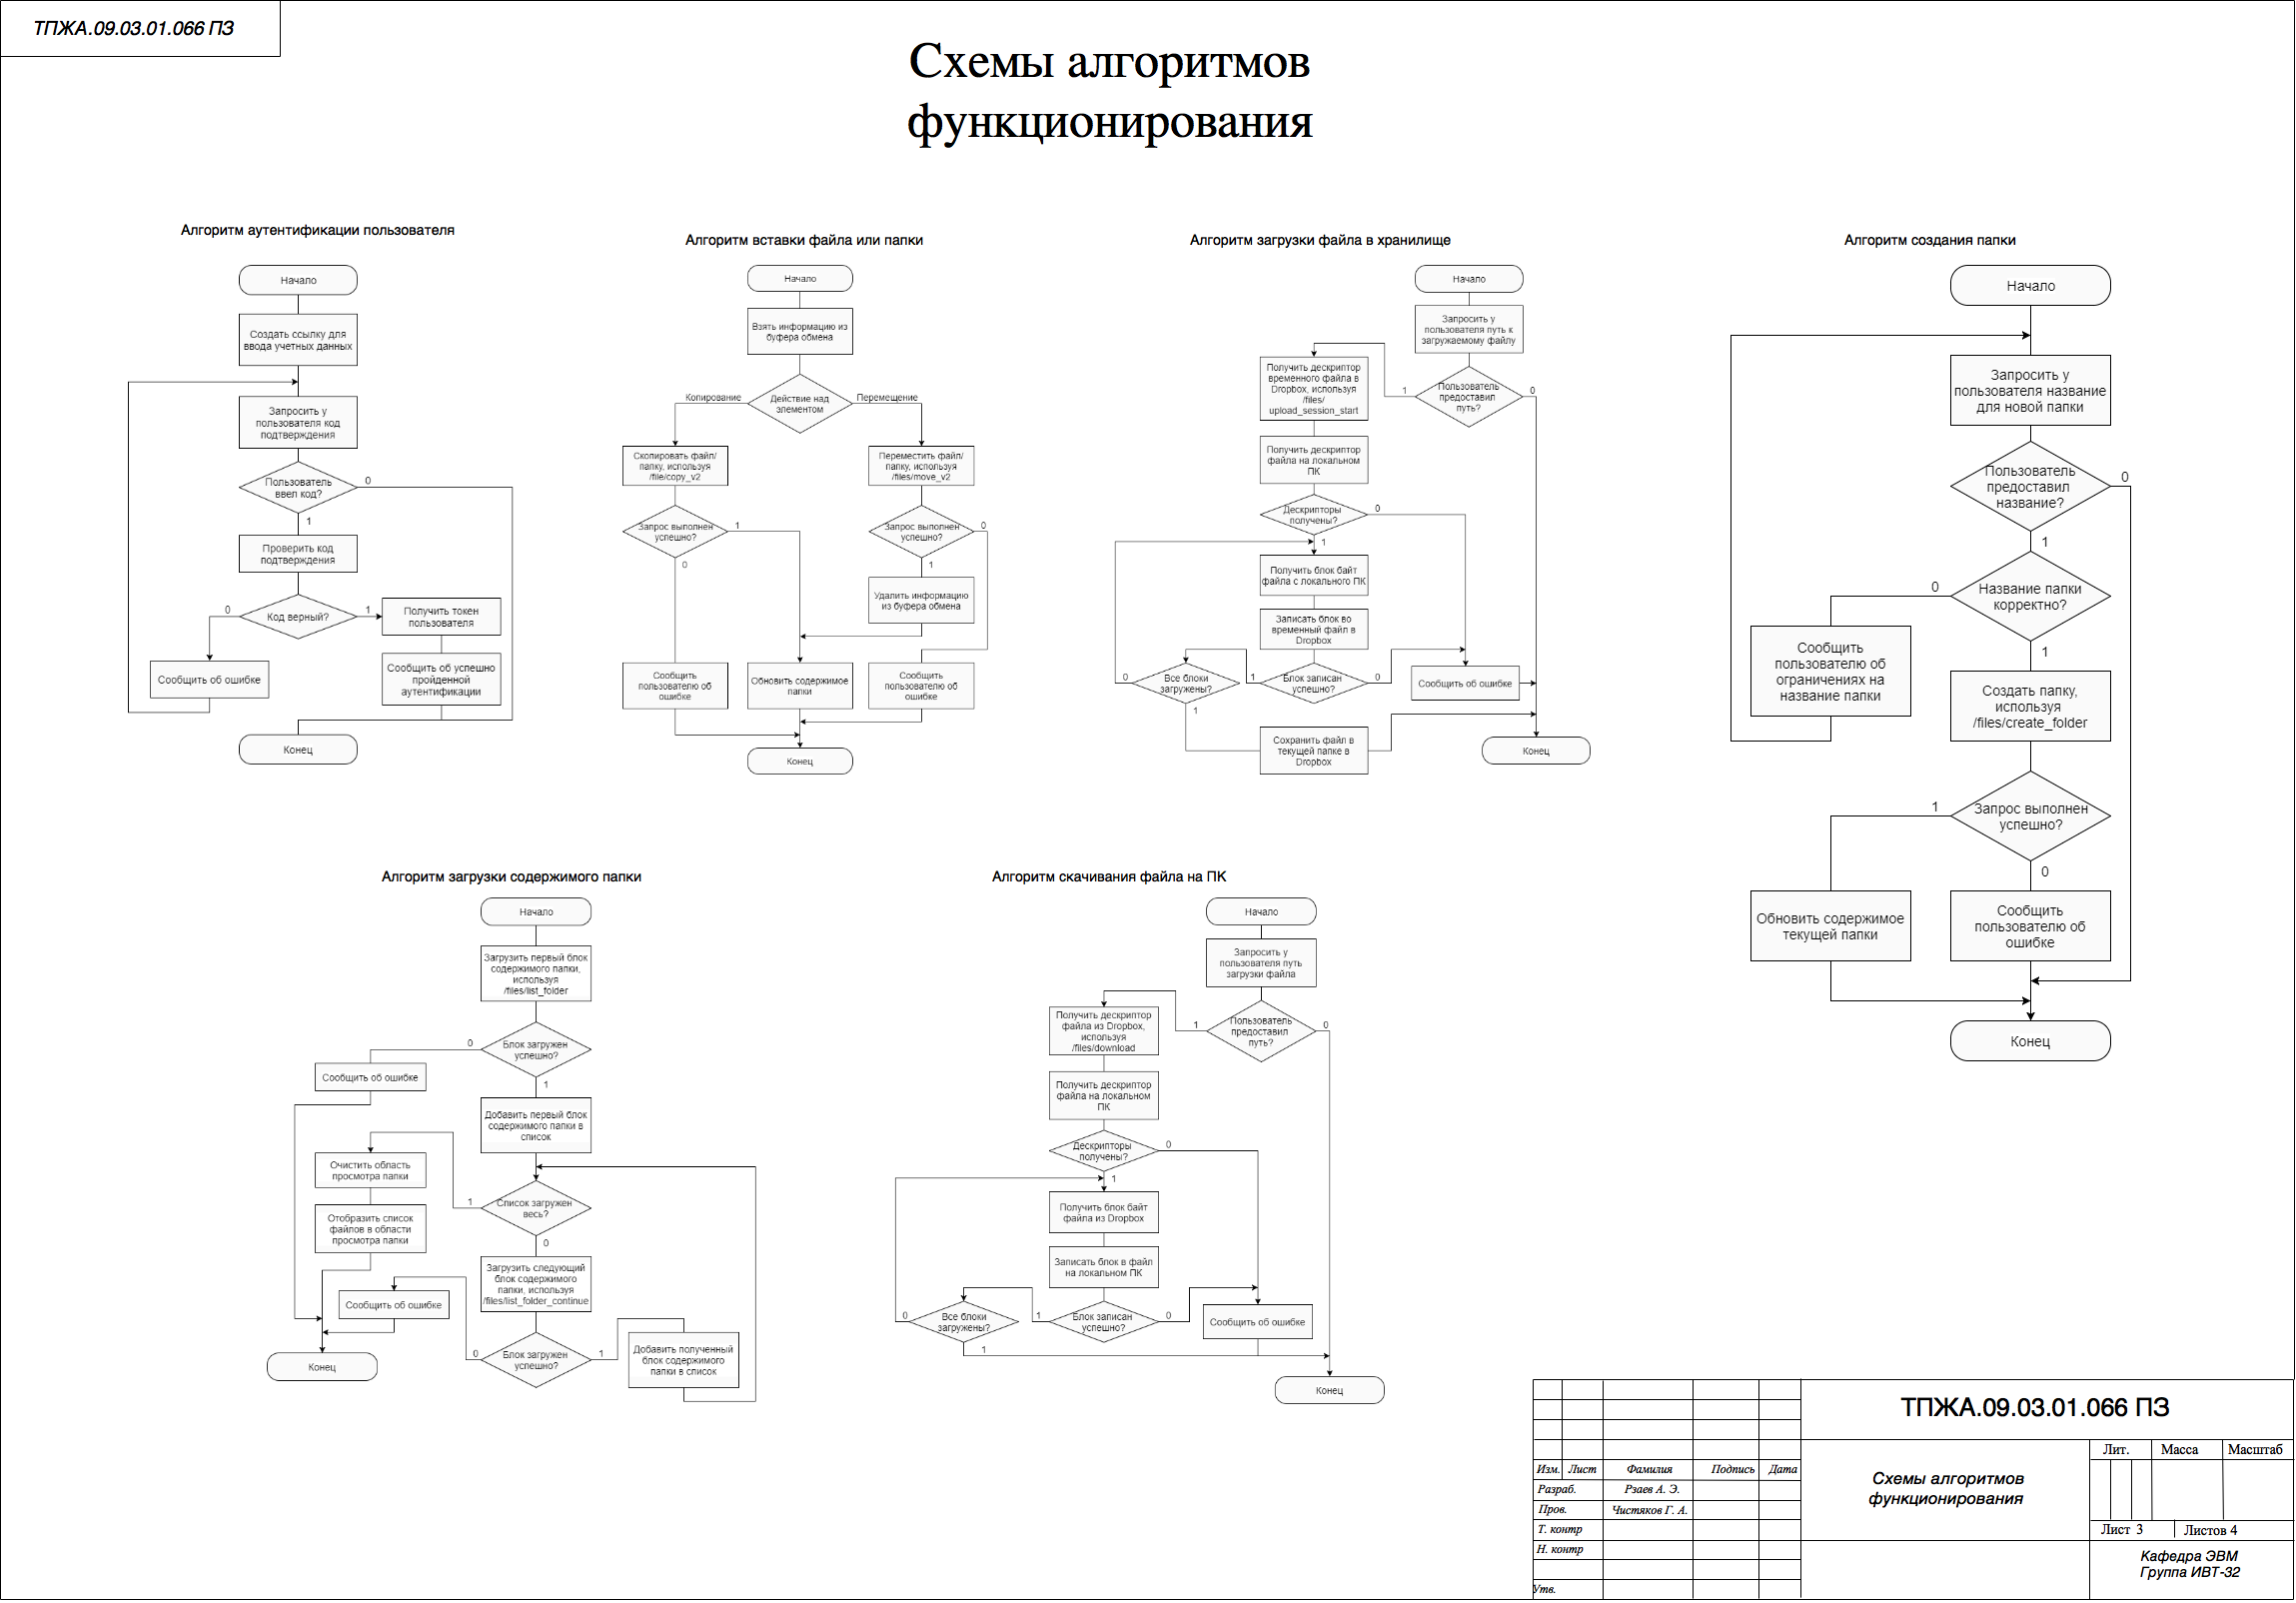 ТПЖА.09.03.01.066 ПЗ
Схемы алгоритмов
функционирования
Алгоритм аутентификации пользователя
Начало
Создать ссылку для
ввода учетных данных
Запросить у
пользователя код
подтверждения
Пользователь
ввел код?
0
1
Проверить код
подтверждения
Код верный?
0
1
Получить токен
пользователя
Сообщить об ошибке
Сообщить об успешно
пройденной
аутентификации
Конец
Алгоритм вставки файла или папки
Начало
Взять информацию из
буфера обмена
Действие над
элементом
Копирование
Перемещение
Скопировать файл/
папку, используя
/file/copy_v2
Переместить файл/
папку, используя
/files/move_v2
Запрос выполнен
успешно?
1
0
Запрос выполнен
успешно?
0
1
Удалить информацию
из буфера обмена
Сообщить
пользователю об
ошибке
Обновить содержимое
папки
Сообщить
пользователю об
ошибке
Конец
Алгоритм загрузки файла в хранилище
Начало
Запросить у
пользователя путь к
загружаемому файлу
Пользователь
предоставил
путь?
1
0
Получить дескриптор
временного файла в
Dropbox, используя
/files/
upload_session_start
Получить дескриптор
файла на локальном
ПК
Дескрипторы
получены?
0
1
Получить блок байт
файла с локального ПК
Записать блок во
временный файл в
Dropbox
Блок записан
успешно?
1
0
Все блоки
загружены?
0
1
Сообщить об ошибке
Сохранить файл в
текущей папке в
Dropbox
Конец
Алгоритм создания папки
Начало
Запросить у
пользователя название
для новой папки
Пользователь
предоставил
название?
0
1
Название папки
корректно?
0
1
Сообщить
пользователю об
ограничениях на
название папки
Создать папку,
используя
/files/create_folder
Запрос выполнен
успешно?
1
0
Обновить содержимое
текущей папки
Сообщить
пользователю об
ошибке
Конец
Алгоритм загрузки содержимого папки
Начало
Загрузить первый блок
содержимого папки,
используя
/files/list_folder
Блок загружен
успешно?
0
1
Сообщить об ошибке
Добавить первый блок
содержимого папки в
список
Список загружен
весь?
1
0
Очистить область
просмотра папки
Отобразить список
файлов в области
просмотра папки
Загрузить следующий
блок содержимого
папки, используя
/files/list_folder_continue
Сообщить об ошибке
Блок загружен
успешно?
0
1
Добавить полученный
блок содержимого
папки в список
Конец
Алгоритм скачивания файла на ПК
Начало
Запросить у
пользователя путь
загрузки файла
Пользователь
предоставил
путь?
1
0
Получить дескриптор
файла из Dropbox,
используя
/files/download
Получить дескриптор
файла на локальном
ПК
Дескрипторы
получены?
0
1
Получить блок байт
файла из Dropbox
Записать блок в файл
на локальном ПК
Блок записан
успешно?
1
0
Все блоки
загружены?
0
1
Сообщить об ошибке
Конец
ТПЖА.09.03.01.066 ПЗ
Изм. Лист Фамилия Подпись Дата
Разраб. Рзаев А. Э.
Пров. Чистяков Г. А.
Т. контр
Н. контр
Утв.
Схемы алгоритмов
функционирования
Лит. Масса Масштаб
Лист 3 Листов 4
Кафедра ЭВМ
Группа ИВТ-32